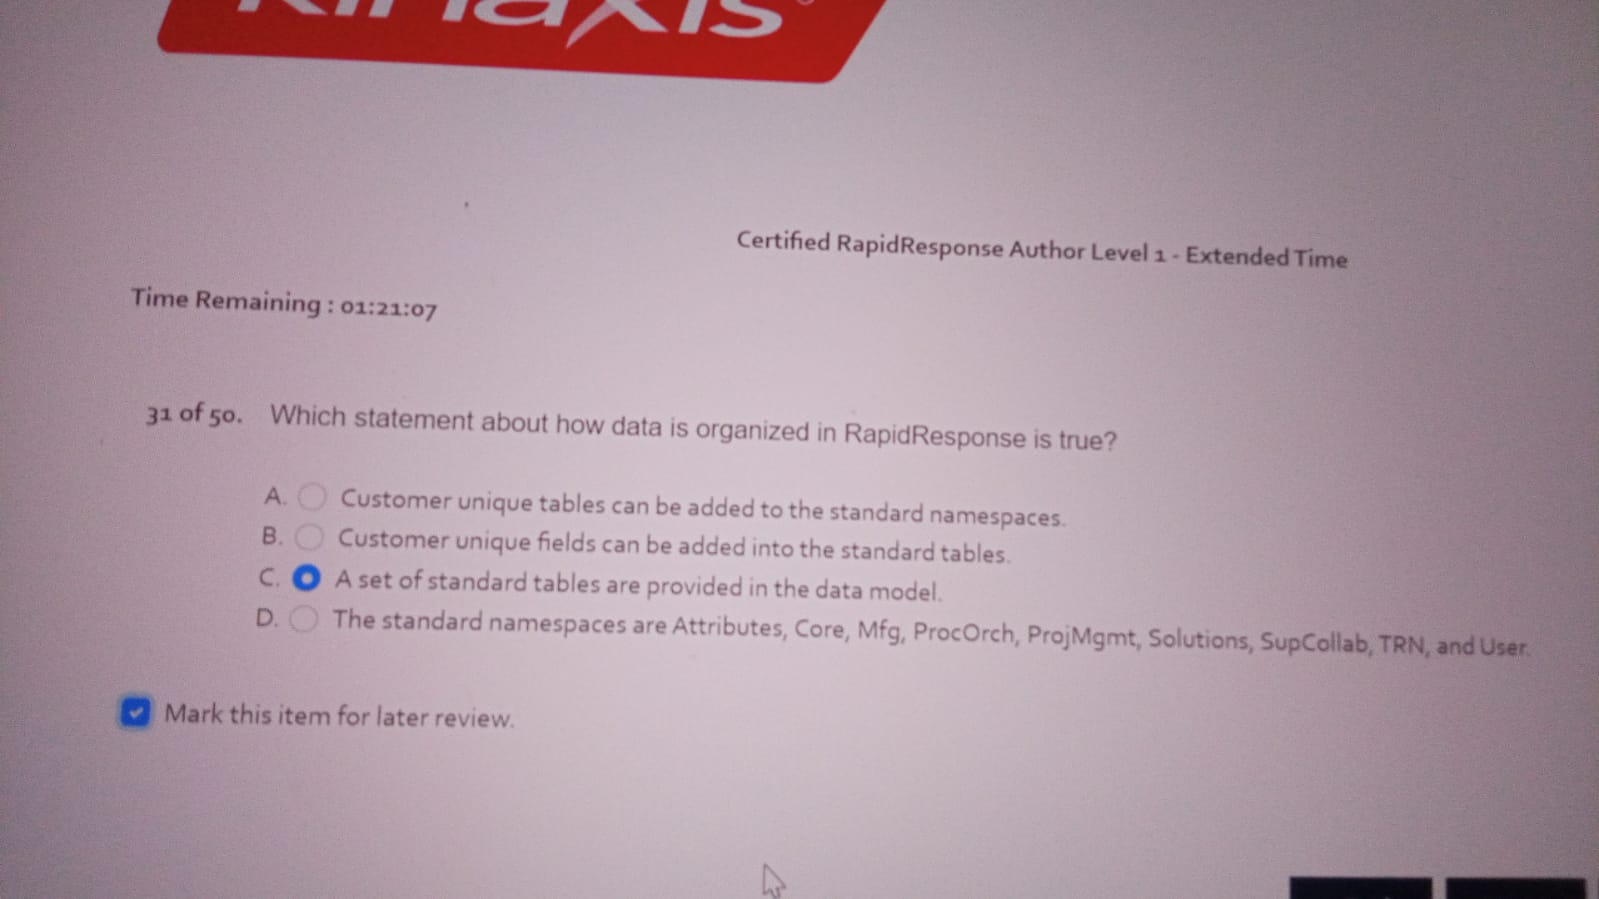 Kinaxis
Certified RapidResponse Author Level 1 - Extended Time
Time Remaining : 01:21:07
31 of 50. Which statement about how data is organized in RapidResponse is true?
A. Customer unique tables can be added to the standard namespaces.
B. Customer unique fields can be added into the standard tables.
C. A set of standard tables are provided in the data model.
D. The standard namespaces are Attributes, Core, Mfg, ProcOrch, ProjMgmt, Solutions, SupCollab, TRN, and User.
Mark this item for later review.